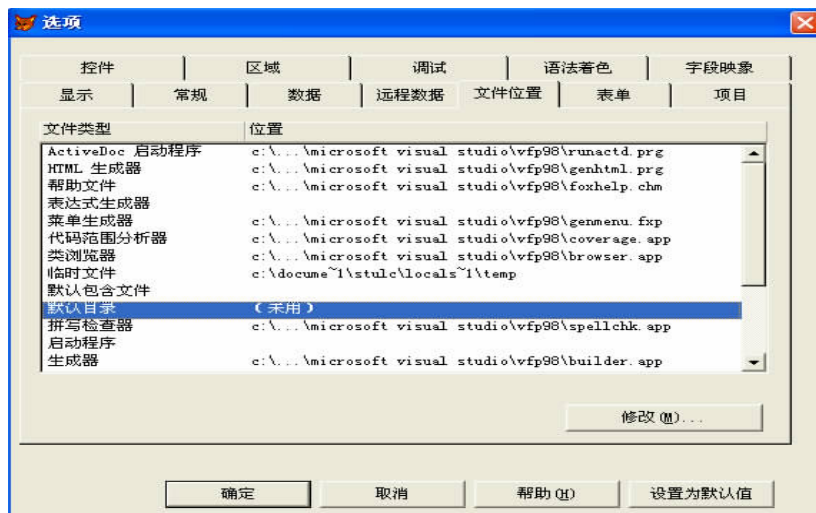 选项
控件 区域 调试 语法着色 字段映象
显示 常规 数据 远程数据 文件位置 表单 项目
文件类型 位置
ActiveDoc 启动程序 c:\...\microsoft visual studio\vfp98\runactd.prg
HTML 生成器 c:\...\microsoft visual studio\vfp98\genhtml.prg
帮助文件 c:\...\microsoft visual studio\vfp98\foxhelp.chm
表达式生成器
菜单生成器 c:\...\microsoft visual studio\vfp98\genmenu.fxp
代码范围分析器 c:\...\microsoft visual studio\vfp98\coverage.app
类浏览器 c:\...\microsoft visual studio\vfp98\browser.app
临时文件 c:\docume~1\stulc\locals~1\temp
默认包含文件
默认目录 (未用)
拼写检查器 c:\...\microsoft visual studio\vfp98\spellchk.app
启动程序
生成器 c:\...\microsoft visual studio\vfp98\builder.app
修改(M)...
确定 取消 帮助(H) 设置为默认值